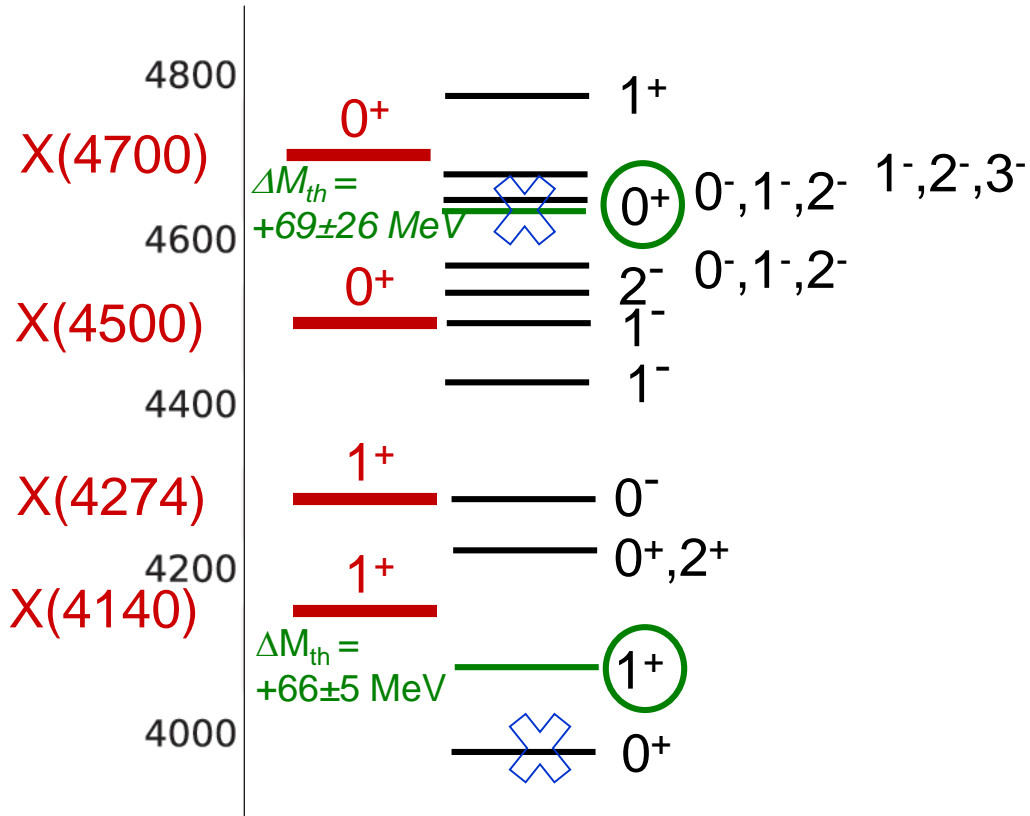 4800
1⁺
0⁺
X(4700)
ΔMth =
+69±26 MeV
0⁺
0⁻,1⁻,2⁻
1⁻,2⁻,3⁻
4600
0⁺
2⁻
0⁻,1⁻,2⁻
X(4500)
1⁻
1⁻
4400
1⁺
X(4274)
0⁻
0⁺,2⁺
4200
1⁺
X(4140)
ΔMth =
+66±5 MeV
1⁺
4000
0⁺